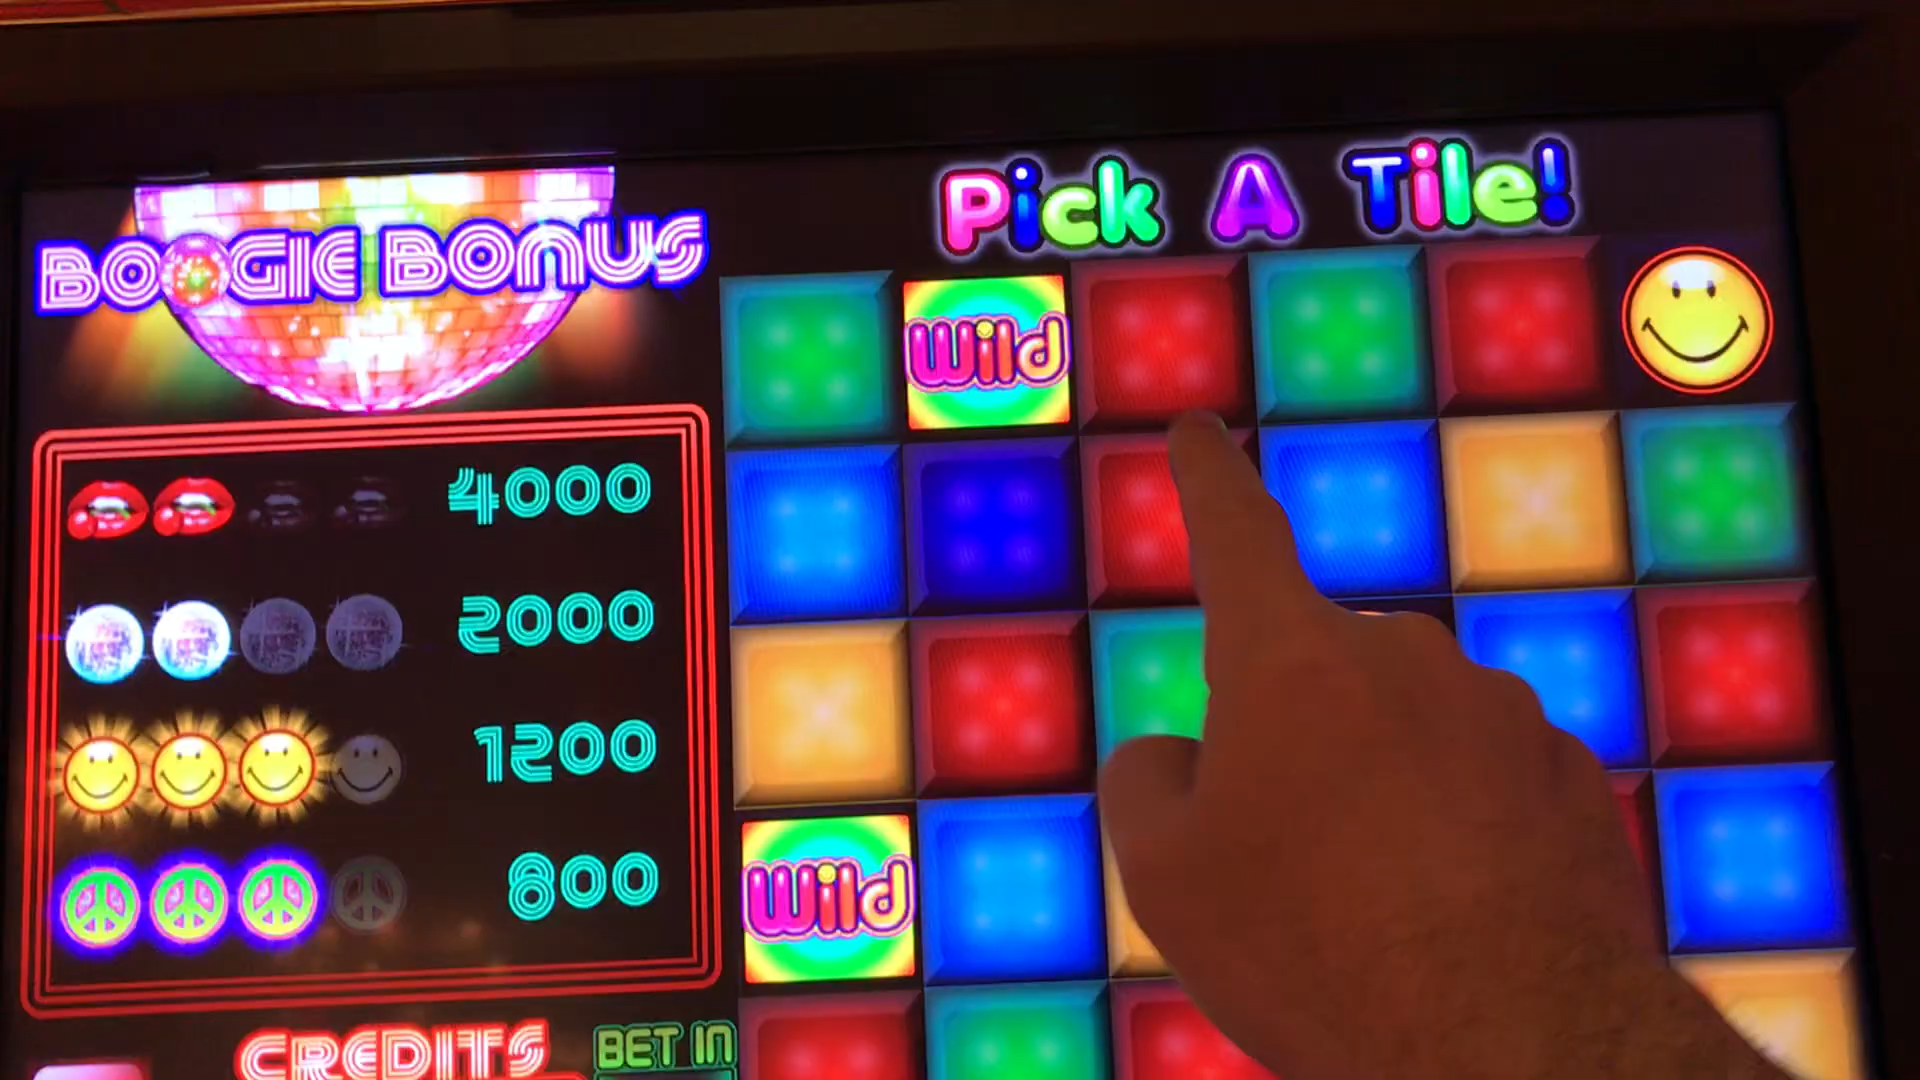 Pick A Tile!
BOOGIE BONUS
Wild
4000
2000
1200
800
Wild
CREDITS
BET IN